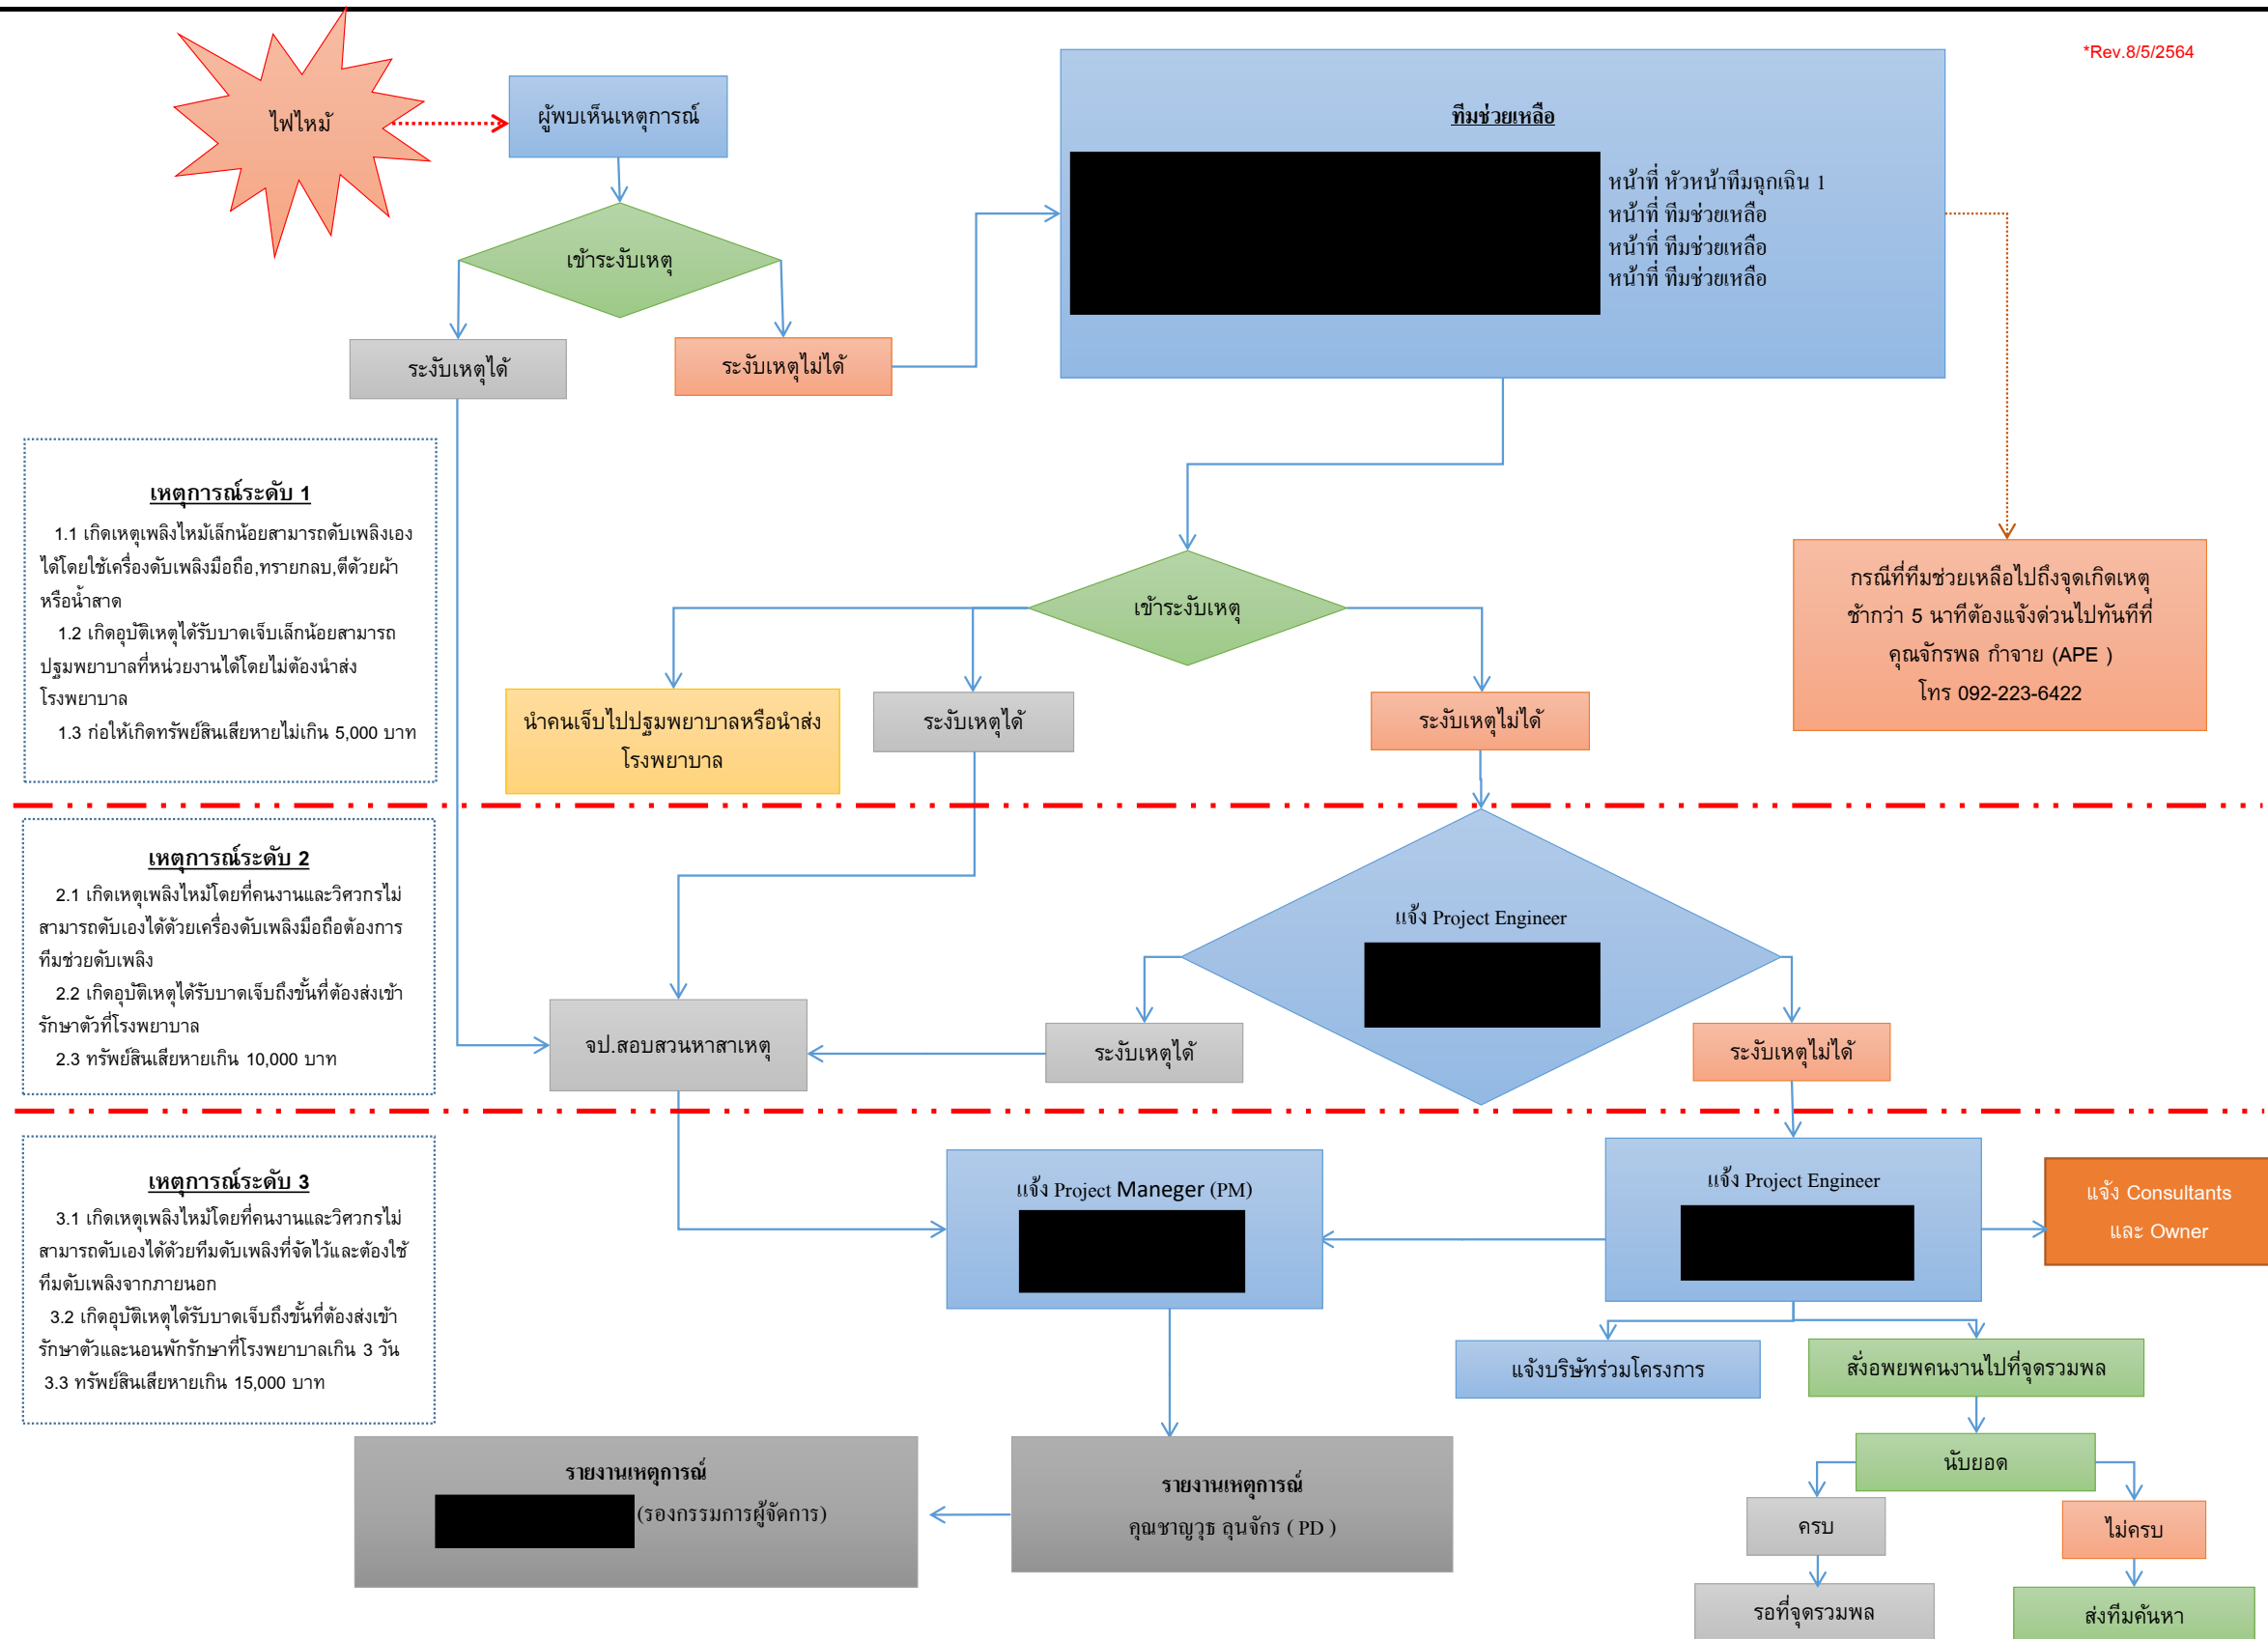 *Rev.8/5/2564
ไฟไหม้
ผู้พบเห็นเหตุการณ์
ทีมช่วยเหลือ
หน้าที่ หัวหน้าทีมฉุกเฉิน 1
หน้าที่ ทีมช่วยเหลือ
หน้าที่ ทีมช่วยเหลือ
หน้าที่ ทีมช่วยเหลือ
เข้าระงับเหตุ
ระงับเหตุได้
ระงับเหตุไม่ได้
เหตุการณ์ระดับ 1
1.1 เกิดเหตุเพลิงไหม้เล็กน้อยสามารถดับเพลิงเอง
ได้โดยใช้เครื่องดับเพลิงมือถือ,ทรายกลบ,ตีด้วยผ้า
หรือน้ำสาด
1.2 เกิดอุบัติเหตุได้รับบาดเจ็บเล็กน้อยสามารถ
ปฐมพยาบาลที่หน่วยงานได้โดยไม่ต้องนำส่ง
โรงพยาบาล
1.3 ก่อให้เกิดทรัพย์สินเสียหายไม่เกิน 5,000 บาท
เข้าระงับเหตุ
กรณีที่ทีมช่วยเหลือไปถึงจุดเกิดเหตุ
ช้ากว่า 5 นาทีต้องแจ้งด่วนไปทันทีที่
คุณจักรพล กำจาย (APE )
โทร 092-223-6422
นำคนเจ็บไปปฐมพยาบาลหรือนำส่ง
โรงพยาบาล
ระงับเหตุได้
ระงับเหตุไม่ได้
เหตุการณ์ระดับ 2
2.1 เกิดเหตุเพลิงไหม้โดยที่คนงานและวิศวกรไม่
สามารถดับเองได้ด้วยเครื่องดับเพลิงมือถือต้องการ
ทีมช่วยดับเพลิง
2.2 เกิดอุบัติเหตุได้รับบาดเจ็บถึงขั้นที่ต้องส่งเข้า
รักษาตัวที่โรงพยาบาล
2.3 ทรัพย์สินเสียหายเกิน 10,000 บาท
แจ้ง Project Engineer
จป.สอบสวนหาสาเหตุ
ระงับเหตุได้
ระงับเหตุไม่ได้
เหตุการณ์ระดับ 3
3.1 เกิดเหตุเพลิงไหม้โดยที่คนงานและวิศวกรไม่
สามารถดับเองได้ด้วยทีมดับเพลิงที่จัดไว้และต้องใช้
ทีมดับเพลิงจากภายนอก
3.2 เกิดอุบัติเหตุได้รับบาดเจ็บถึงขั้นที่ต้องส่งเข้า
รักษาตัวและนอนพักรักษาที่โรงพยาบาลเกิน 3 วัน
3.3 ทรัพย์สินเสียหายเกิน 15,000 บาท
แจ้ง Project Maneger (PM)
แจ้ง Project Engineer
แจ้ง Consultants
และ Owner
แจ้งบริษัทร่วมโครงการ
สั่งอพยพคนงานไปที่จุดรวมพล
นับยอด
ครบ
ไม่ครบ
รอที่จุดรวมพล
ส่งทีมค้นหา
รายงานเหตุการณ์
(รองกรรมการผู้จัดการ)
รายงานเหตุการณ์
คุณชาญวุธ ลุนจักร ( PD )